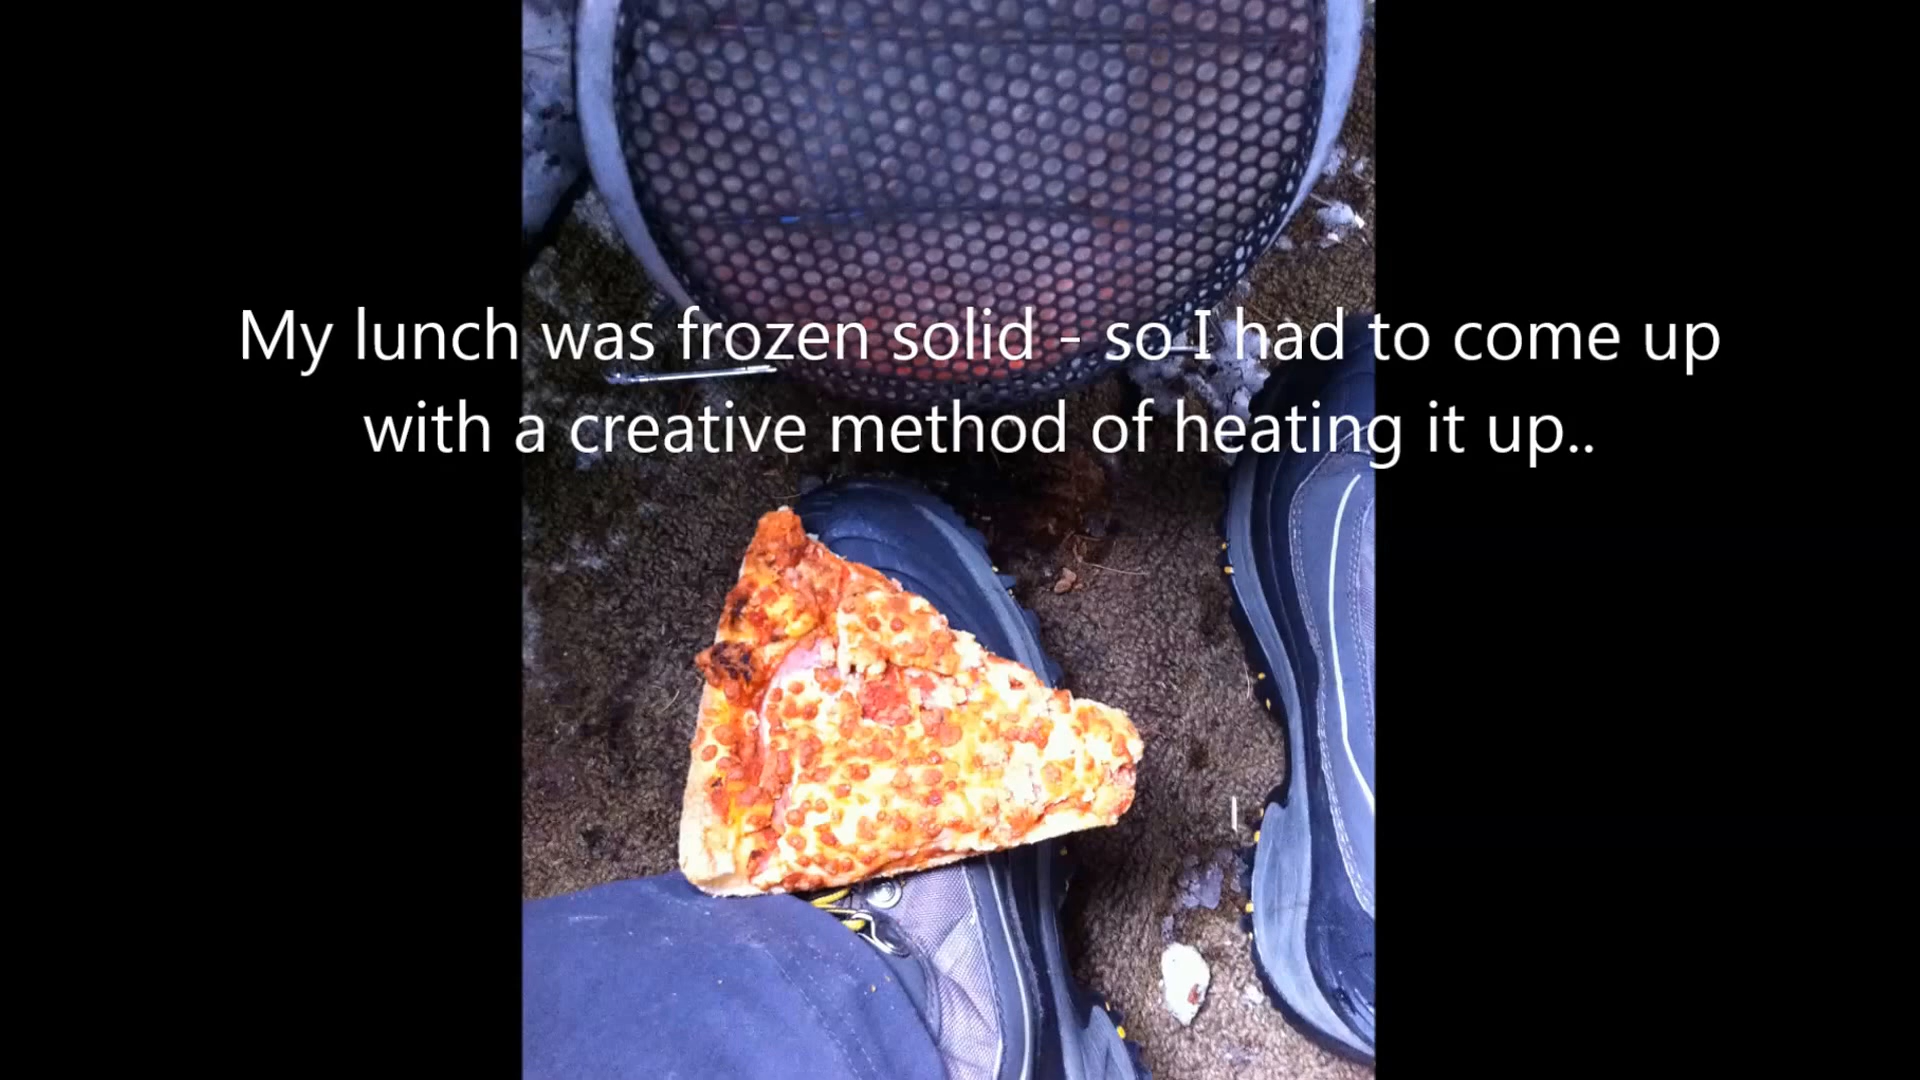 My lunch was frozen solid - so I had to come up
with a creative method of heating it up..